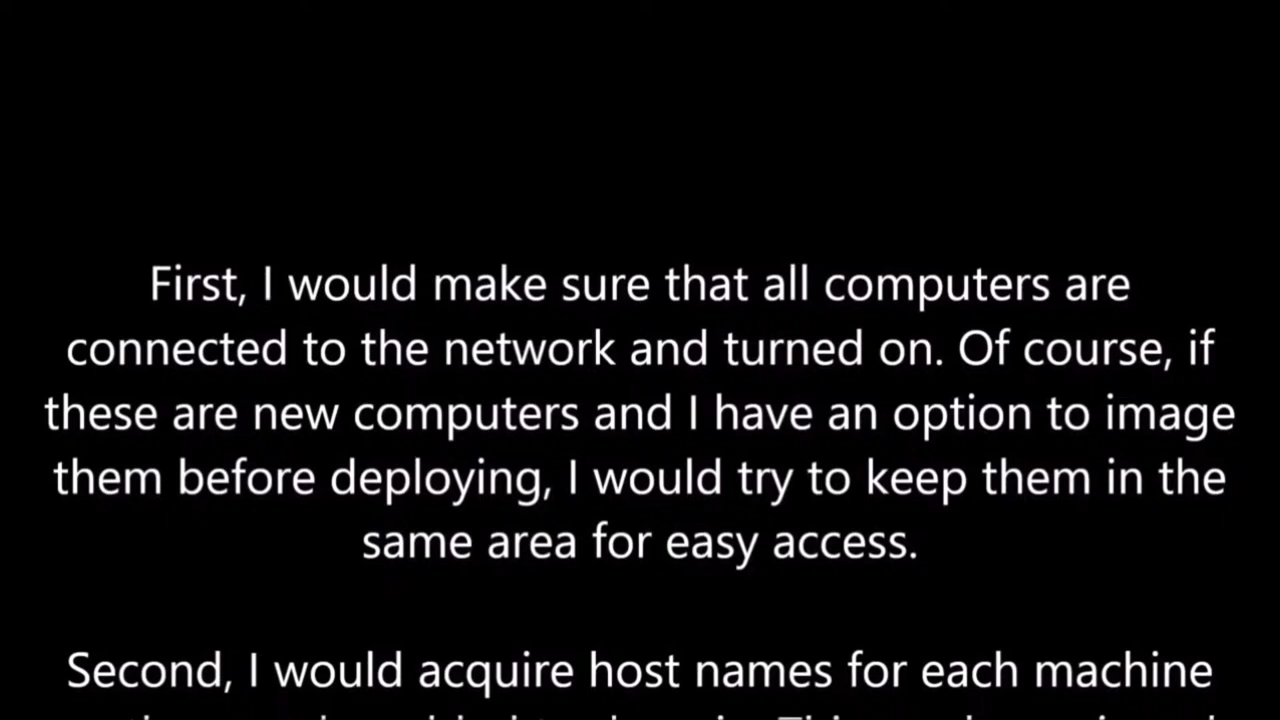 First, I would make sure that all computers are
connected to the network and turned on. Of course, if
these are new computers and I have an option to image
them before deploying, I would try to keep them in the
same area for easy access.
Second, I would acquire host names for each machine